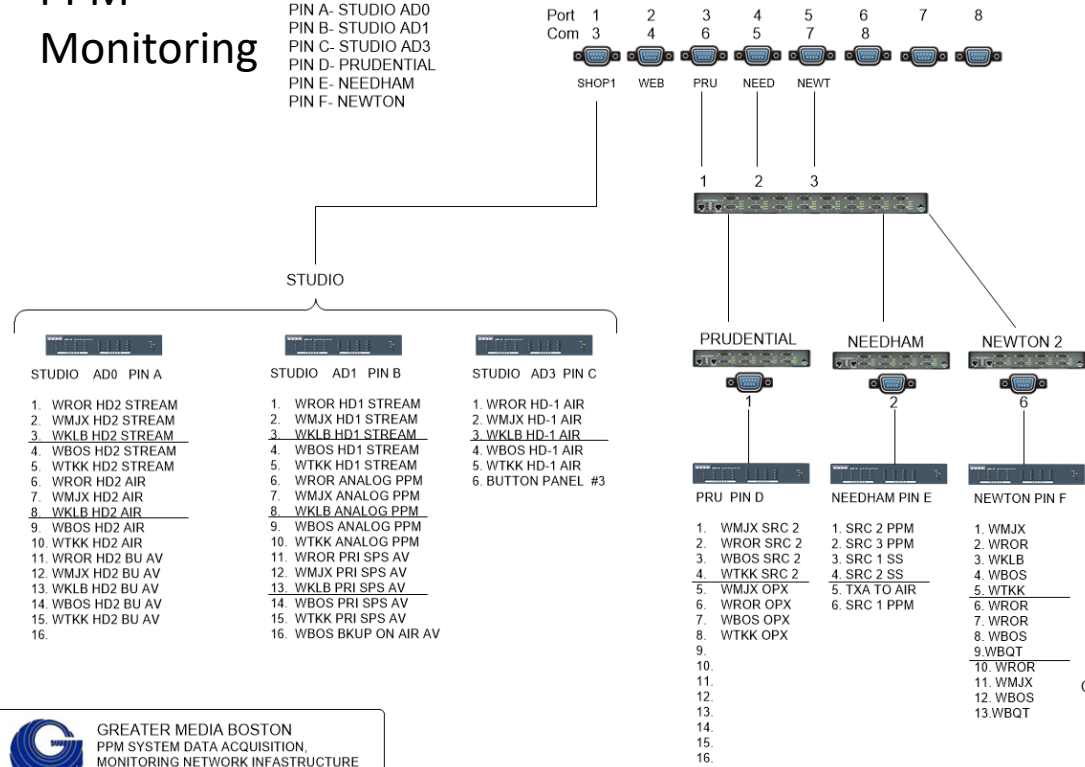 PPM
Monitoring
PIN A- STUDIO AD0
PIN B- STUDIO AD1
PIN C- STUDIO AD3
PIN D- PRUDENTIAL
PIN E- NEEDHAM
PIN F- NEWTON
Port 1 2 3 4 5 6 7 8
Com 3 4 6 5 7 8
SHOP1 WEB PRU NEED NEWT
1 2 3
STUDIO
PRUDENTIAL NEEDHAM NEWTON 2
1 2 6
STUDIO AD0 PIN A
1. WROR HD2 STREAM
2. WMJX HD2 STREAM
3. WKLB HD2 STREAM
4. WBOS HD2 STREAM
5. WTKK HD2 STREAM
6. WROR HD2 AIR
7. WMJX HD2 AIR
8. WKLB HD2 AIR
9. WBOS HD2 AIR
10. WTKK HD2 AIR
11. WROR HD2 BU AV
12. WMJX HD2 BU AV
13. WKLB HD2 BU AV
14. WBOS HD2 BU AV
15. WTKK HD2 BU AV
16.
STUDIO AD1 PIN B
1. WROR HD1 STREAM
2. WMJX HD1 STREAM
3. WKLB HD1 STREAM
4. WBOS HD1 STREAM
5. WTKK HD1 STREAM
6. WROR ANALOG PPM
7. WMJX ANALOG PPM
8. WKLB ANALOG PPM
9. WBOS ANALOG PPM
10. WTKK ANALOG PPM
11. WROR PRI SPS AV
12. WMJX PRI SPS AV
13. WKLB PRI SPS AV
14. WBOS PRI SPS AV
15. WTKK PRI SPS AV
16. WBOS BKUP ON AIR AV
STUDIO AD3 PIN C
1. WROR HD-1 AIR
2. WMJX HD-1 AIR
3. WKLB HD-1 AIR
4. WBOS HD-1 AIR
5. WTKK HD-1 AIR
6. BUTTON PANEL #3
PRU PIN D
1. WMJX SRC 2
2. WROR SRC 2
3. WBOS SRC 2
4. WTKK SRC 2
5. WMJX OPX
6. WROR OPX
7. WBOS OPX
8. WTKK OPX
9.
10.
11.
12.
13.
14.
15.
16.
NEEDHAM PIN E
1. SRC 2 PPM
2. SRC 3 PPM
3. SRC 1 SS
4. SRC 2 SS
5. TXA TO AIR
6. SRC 1 PPM
NEWTON PIN F
1. WMJX
2. WROR
3. WKLB
4. WBOS
5. WTKK
6. WROR
7. WROR
8. WBOS
9.WBQT
10. WROR
11. WMJX
12. WBOS
13.WBQT
GREATER MEDIA BOSTON
PPM SYSTEM DATA ACQUISITION,
MONITORING NETWORK INFASTRUCTURE